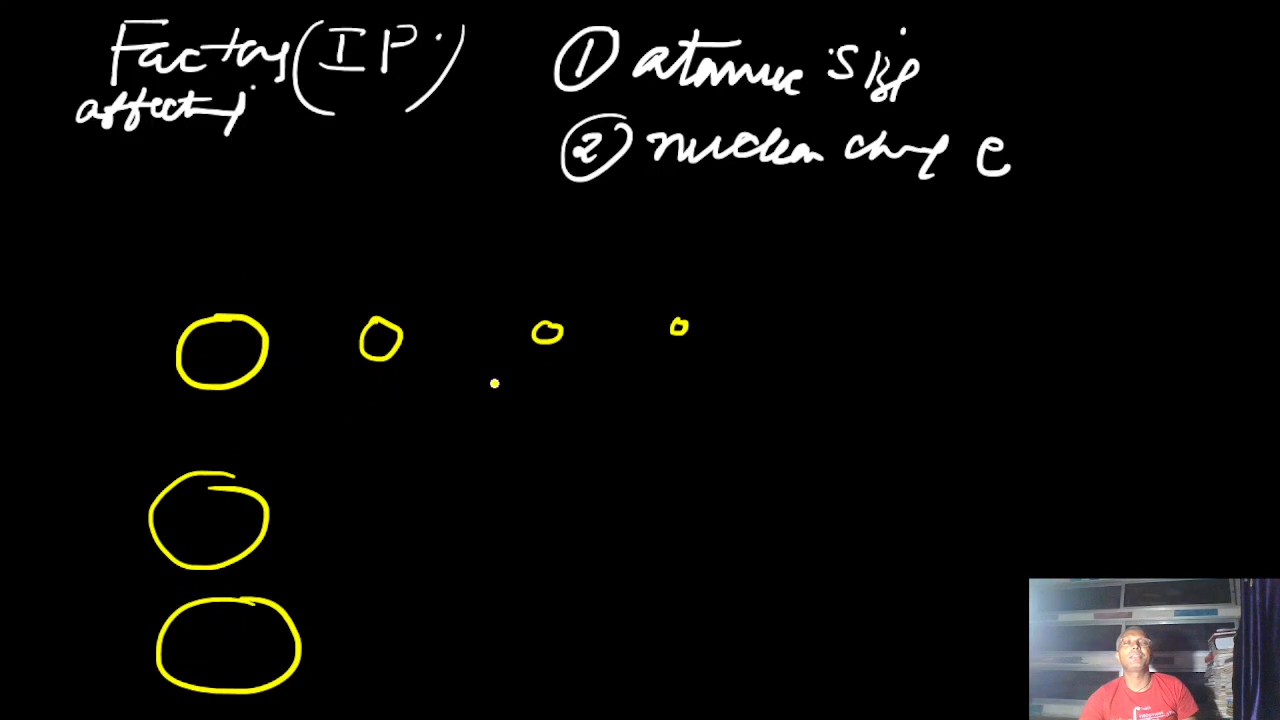 Factors (I P.)
affecting
① atomic size
② nuclear charge e